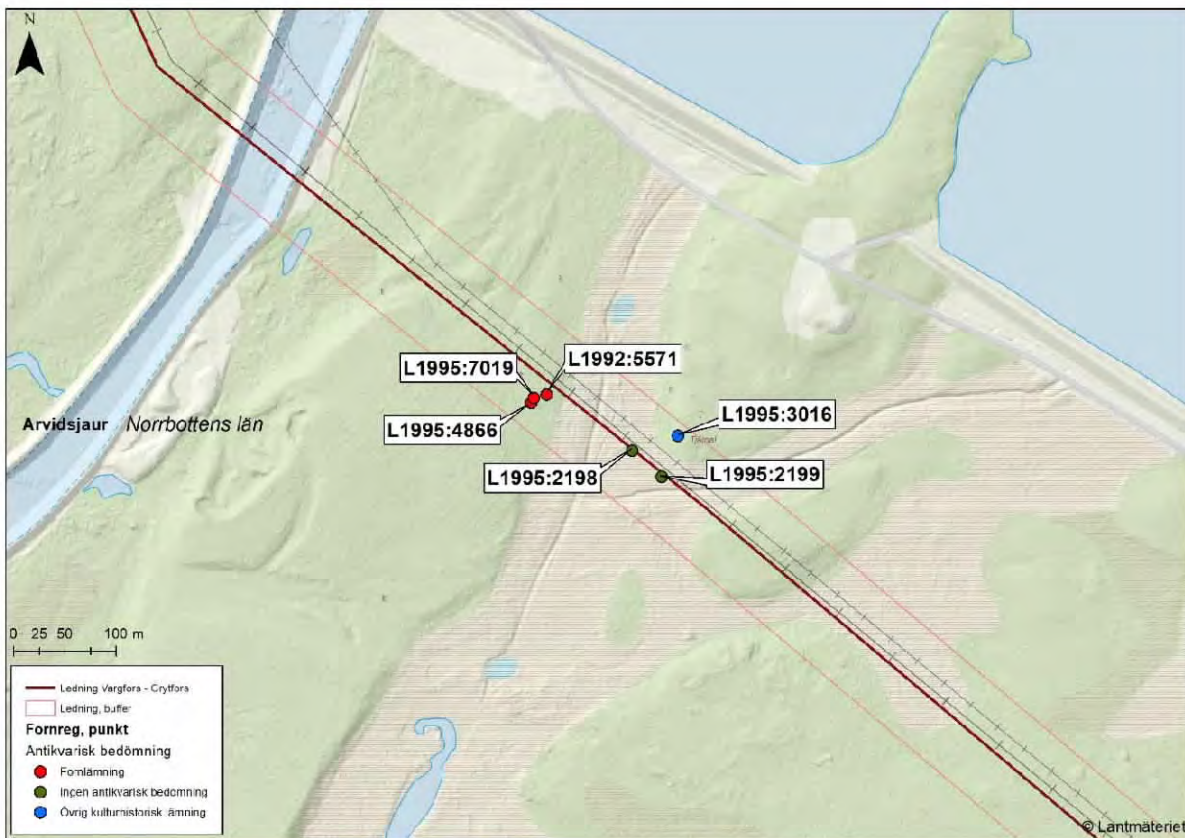 N
L1992:5571
L1995:7019
L1995:4866
L1995:3016
Arvidsjaur Norrbottens län
L1995:2198
L1995:2199
0 25 50 100 m
Ledning Vargfors - Grytfors
Ledning, buffer
Fornreg, punkt
Antikvarisk bedömning
Fornlämning
Ingen antikvarisk bedömning
Övrig kulturhistorisk lämning
© Lantmäteriet